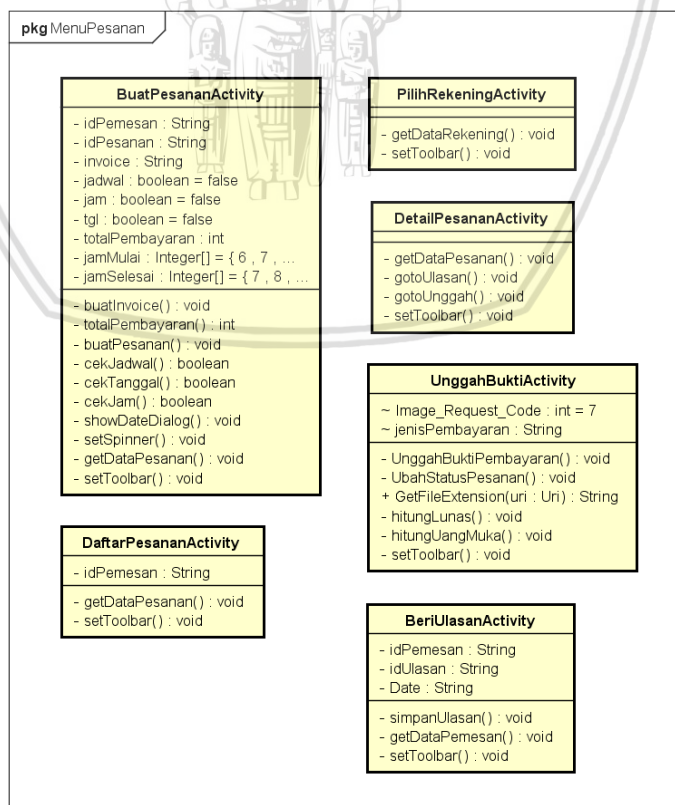 pkg MenuPesanan
BuatPesananActivity
- idPemesan : String
- idPesanan : String
- invoice : String
- jadwal : boolean = false
- jam : boolean = false
- tgl : boolean = false
- totalPembayaran : int
- jamMulai : Integer[] = { 6 , 7 , ...
- jamSelesai : Integer[] = { 7 , 8 , ...
- buatInvoice() : void
- totalPembayaran() : int
- buatPesanan() : void
- cekJadwal() : boolean
- cekTanggal() : boolean
- cekJam() : boolean
- showDateDialog() : void
- setSpinner() : void
- getDataPesanan() : void
- setToolbar() : void
DaftarPesananActivity
- idPemesan : String
- getDataPesanan() : void
- setToolbar() : void
PilihRekeningActivity
- getDataRekening() : void
- setToolbar() : void
DetailPesananActivity
- getDataPesanan() : void
- gotoUlasan() : void
- gotoUnggah() : void
- setToolbar() : void
UnggahBuktiActivity
~ Image_Request_Code : int = 7
~ jenisPembayaran : String
- UnggahBuktiPembayaran() : void
- UbahStatusPesanan() : void
+ GetFileExtension(uri : Uri) : String
- hitungLunas() : void
- hitungUangMuka() : void
- setToolbar() : void
BeriUlasanActivity
- idPemesan : String
- idUlasan : String
- Date : String
- simpanUlasan() : void
- getDataPemesan() : void
- setToolbar() : void